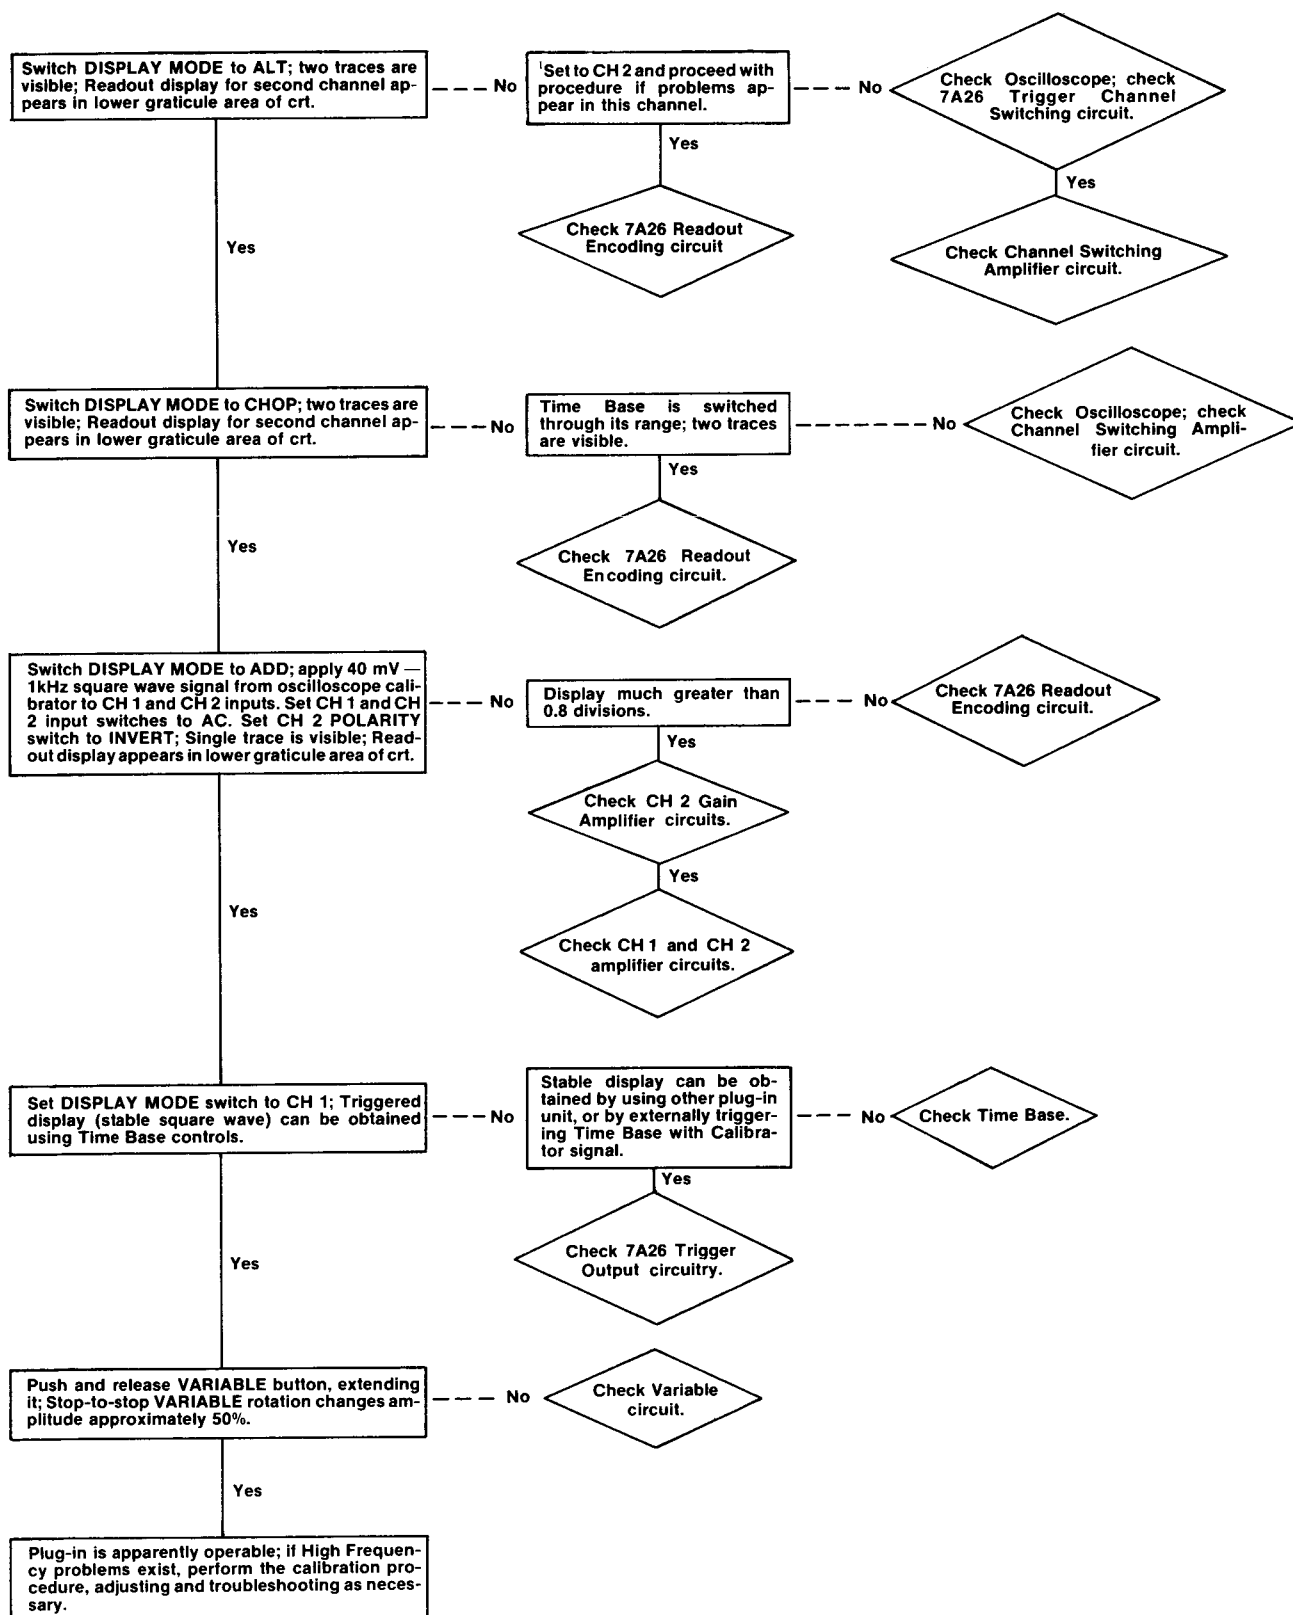 Switch DISPLAY MODE to ALT; two traces are
visible; Readout display for second channel ap-
pears in lower graticule area of crt.
No
¹Set to CH 2 and proceed with
procedure if problems ap-
pear in this channel.
No
Check Oscilloscope; check
7A26 Trigger Channel
Switching circuit.
Yes
Yes
Check 7A26 Readout
Encoding circuit
Yes
Check Channel Switching
Amplifier circuit.
Switch DISPLAY MODE to CHOP; two traces are
visible; Readout display for second channel ap-
pears in lower graticule area of crt.
No
Time Base is switched
through its range; two traces
are visible.
No
Check Oscilloscope; check
Channel Switching Ampli-
fier circuit.
Yes
Yes
Check 7A26 Readout
Encoding circuit.
Switch DISPLAY MODE to ADD; apply 40 mV —
1kHz square wave signal from oscilloscope cali-
brator to CH 1 and CH 2 inputs. Set CH 1 and CH
2 input switches to AC. Set CH 2 POLARITY
switch to INVERT; Single trace is visible; Read-
out display appears in lower graticule area of crt.
No
Display much greater than
0.8 divisions.
No
Check 7A26 Readout
Encoding circuit.
Yes
Check CH 2 Gain
Amplifier circuits.
Yes
Yes
Check CH 1 and CH 2
amplifier circuits.
Set DISPLAY MODE switch to CH 1; Triggered
display (stable square wave) can be obtained
using Time Base controls.
No
Stable display can be ob-
tained by using other plug-in
unit, or by externally trigger-
ing Time Base with Calibra-
tor signal.
No
Check Time Base.
Yes
Yes
Check 7A26 Trigger
Output circuitry.
Push and release VARIABLE button, extending
it; Stop-to-stop VARIABLE rotation changes am-
plitude approximately 50%.
No
Check Variable
circuit.
Yes
Plug-in is apparently operable; if High Frequen-
cy problems exist, perform the calibration pro-
cedure, adjusting and troubleshooting as neces-
sary.